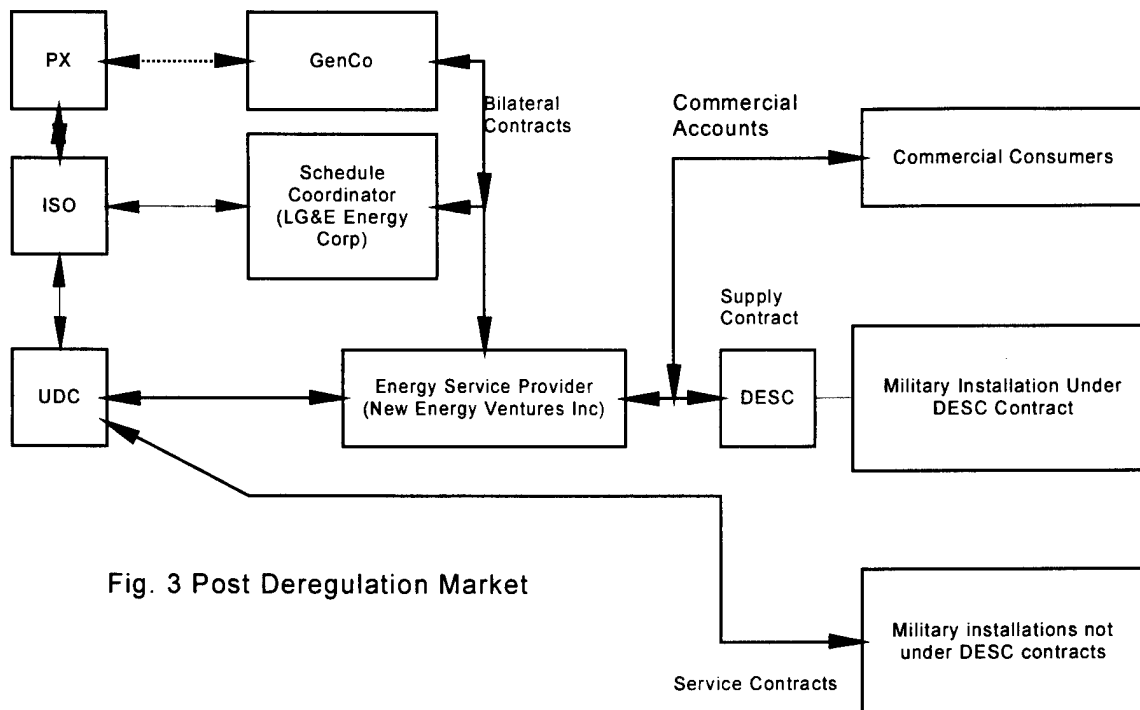 PX
GenCo
Bilateral
Contracts
Commercial
Accounts
Commercial Consumers
ISO
Schedule
Coordinator
(LG&E Energy
Corp)
Supply
Contract
UDC
Energy Service Provider
(New Energy Ventures Inc)
DESC
Military Installation Under
DESC Contract
Fig. 3 Post Deregulation Market
Military installations not
under DESC contracts
Service Contracts